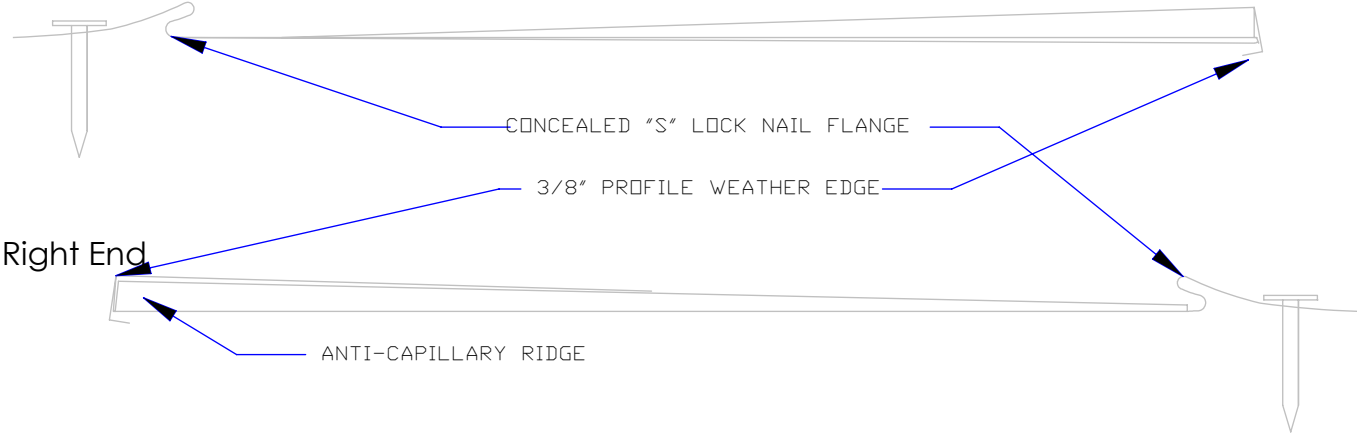 CONCEALED "S" LOCK NAIL FLANGE
3/8" PROFILE WEATHER EDGE
Right End
ANTI-CAPILLARY RIDGE